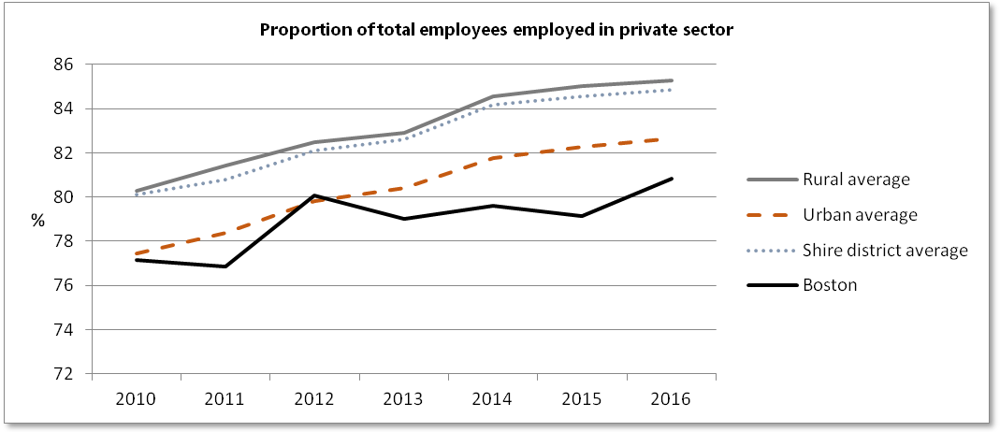 Proportion of total employees employed in private sector
86
84
82
80
78
76
74
72
%
2010 2011 2012 2013 2014 2015 2016
Rural average
Urban average
Shire district average
Boston